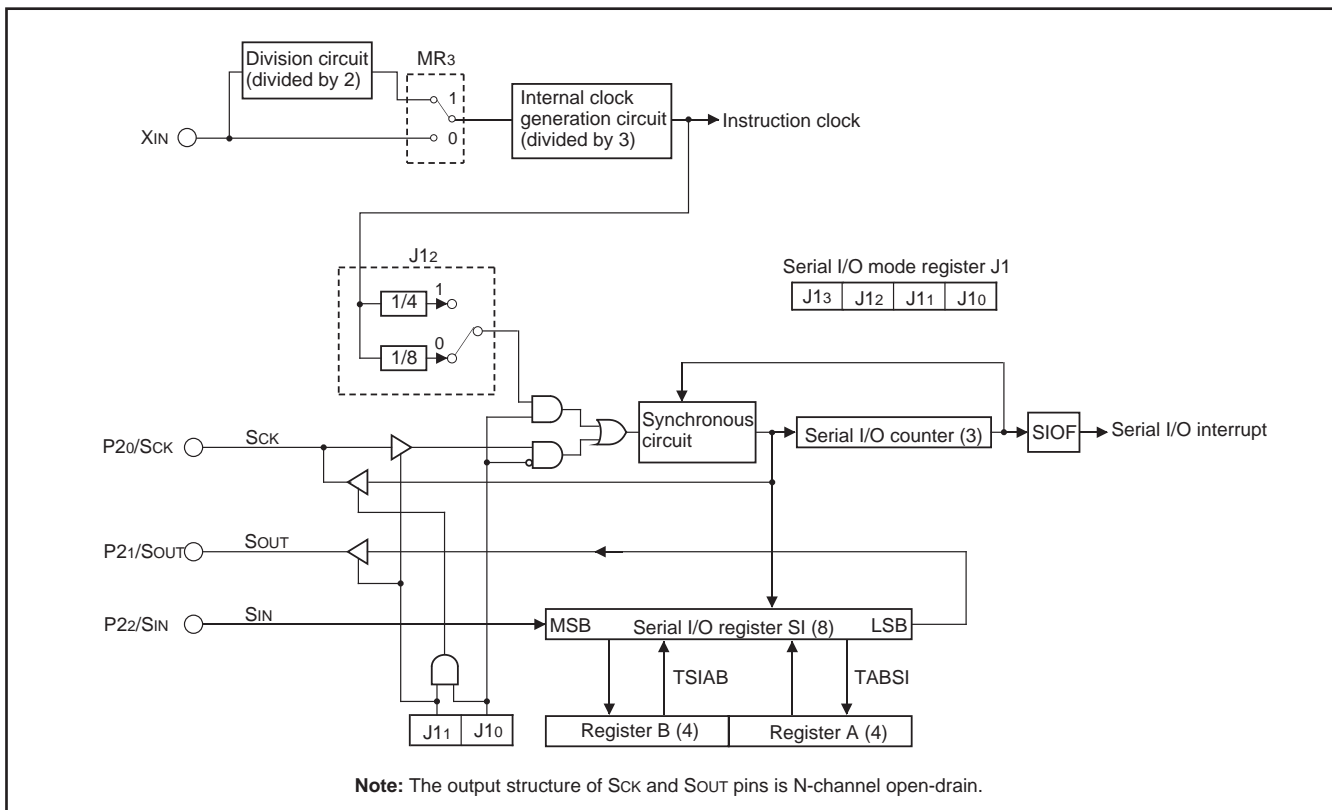 Division circuit
(divided by 2)
MR3
1
0
XIN
Internal clock
generation circuit
(divided by 3)
Instruction clock
J12
1/4
1
1/8
0
Serial I/O mode register J1
J13 J12 J11 J10
P20/SCK
SCK
Synchronous
circuit
Serial I/O counter (3)
SIOF
Serial I/O interrupt
P21/SOUT
SOUT
P22/SIN
SIN
MSB Serial I/O register SI (8) LSB
TSIAB
TABSI
J11 J10
Register B (4) Register A (4)
Note: The output structure of SCK and SOUT pins is N-channel open-drain.